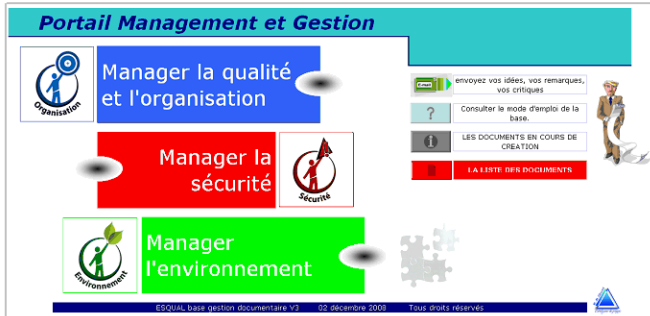 Portail Management et Gestion
Manager la qualité
et l'organisation
Organisation
E-mail
envoyez vos idées, vos remarques,
vos critiques
?
Consulter le mode d'emploi de la
base.
LES DOCUMENTS EN COURS DE
CREATION
LA LISTE DES DOCUMENTS
Manager la
sécurité
Sécurité
Manager
l'environnement
Environnement
ESQUAL base gestion documentaire V3 02 décembre 2008 Tous droits réservés